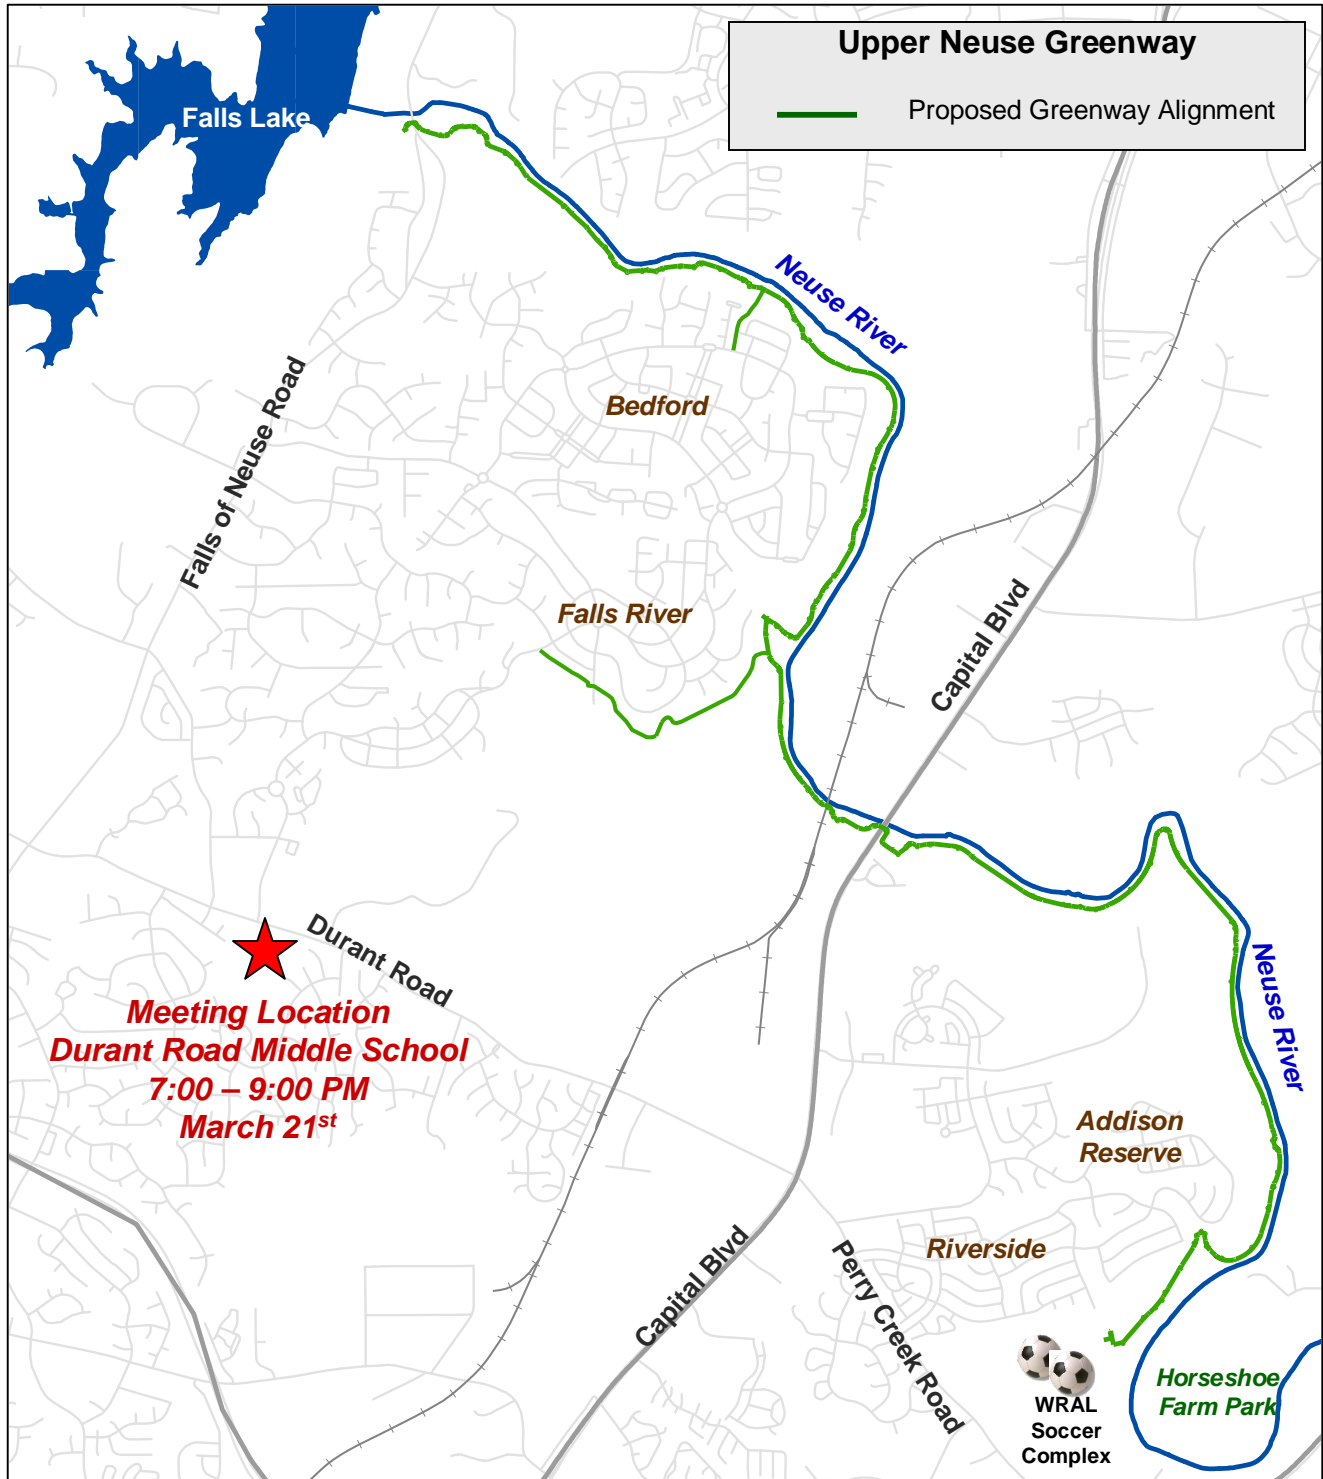 Upper Neuse Greenway
Proposed Greenway Alignment
Falls Lake
Neuse River
Bedford
Falls of Neuse Road
Falls River
Capital Blvd
Durant Road
Meeting Location
Durant Road Middle School
7:00 – 9:00 PM
March 21st
Neuse River
Addison
Reserve
Riverside
Capital Blvd
Perry Creek Road
Horseshoe
Farm Park
WRAL
Soccer
Complex